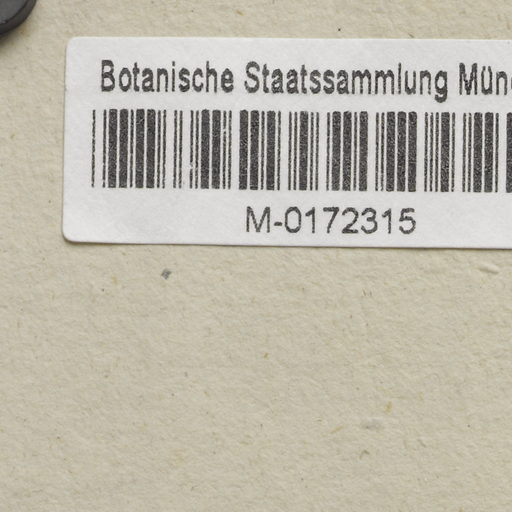 Botanische Staatssammlung Mün
M-0172315